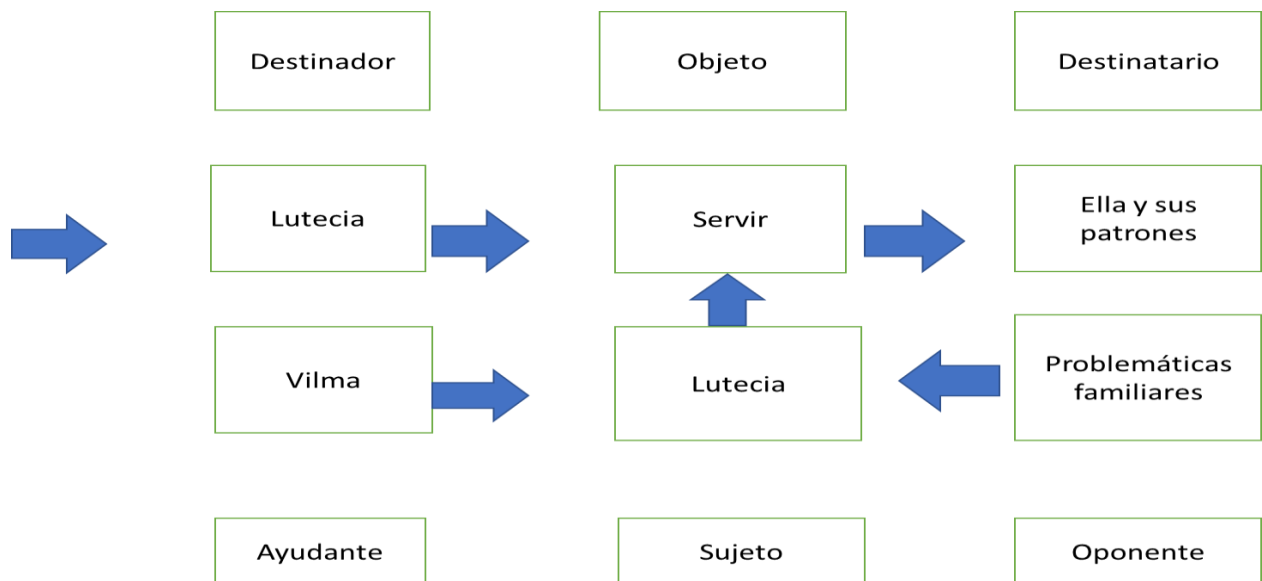 Destinador
Objeto
Destinatario
Lutecia
Servir
Ella y sus
patrones
Vilma
Lutecia
Problemáticas
familiares
Ayudante
Sujeto
Oponente